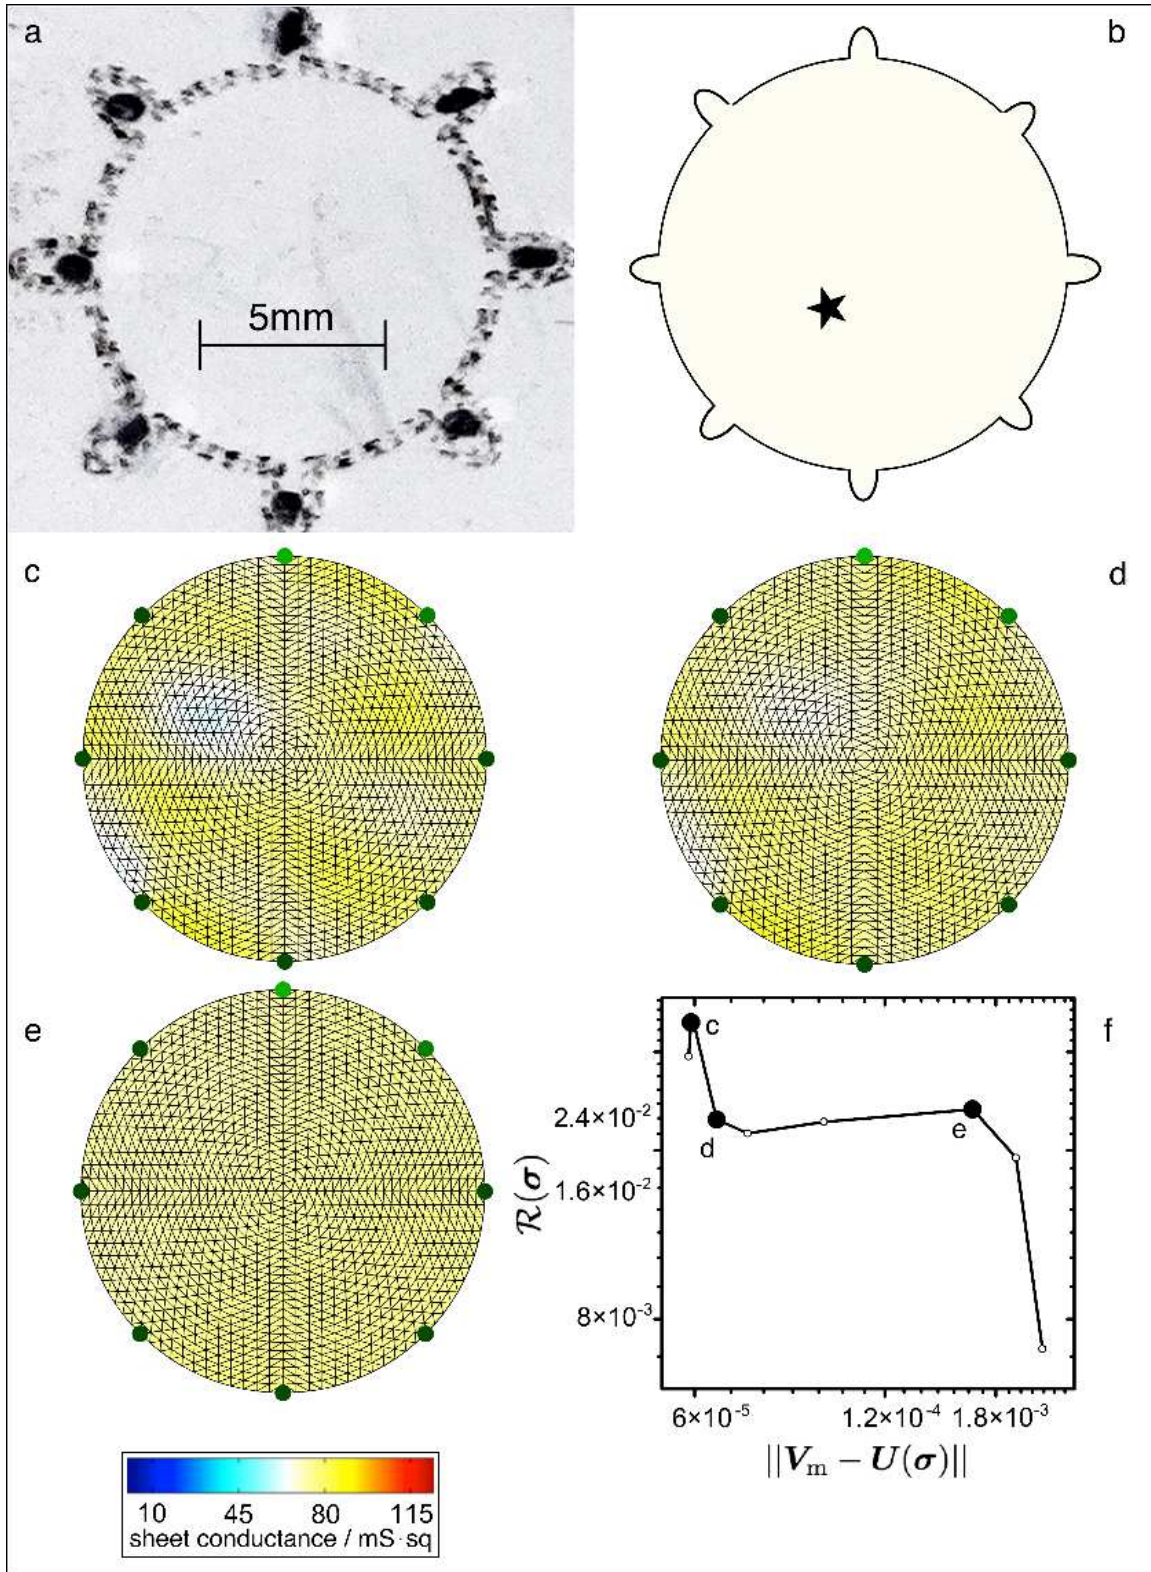 a
b
5mm
c
d
e
f
c
d
e
2.4×10⁻²
1.6×10⁻²
8×10⁻³
R(σ)
6×10⁻⁵
1.2×10⁻⁴
1.8×10⁻³
||Vₘ − U(σ)||
10 45 80 115
sheet conductance / mS·sq